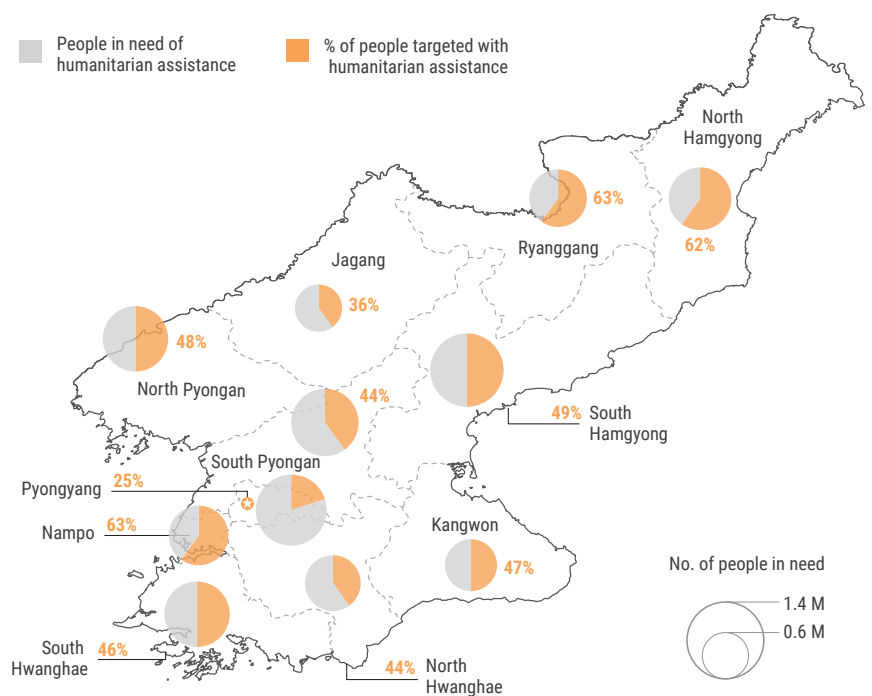 People in need of
humanitarian assistance
% of people targeted with
humanitarian assistance
North
Hamgyong
63%
62%
Ryanggang
Jagang
36%
48%
North Pyongan
44%
49% South
Hamgyong
South Pyongan
Pyongyang 25%
Nampo 63%
Kangwon
47%
No. of people in need
1.4 M
0.6 M
South 46%
Hwanghae
44% North
Hwanghae